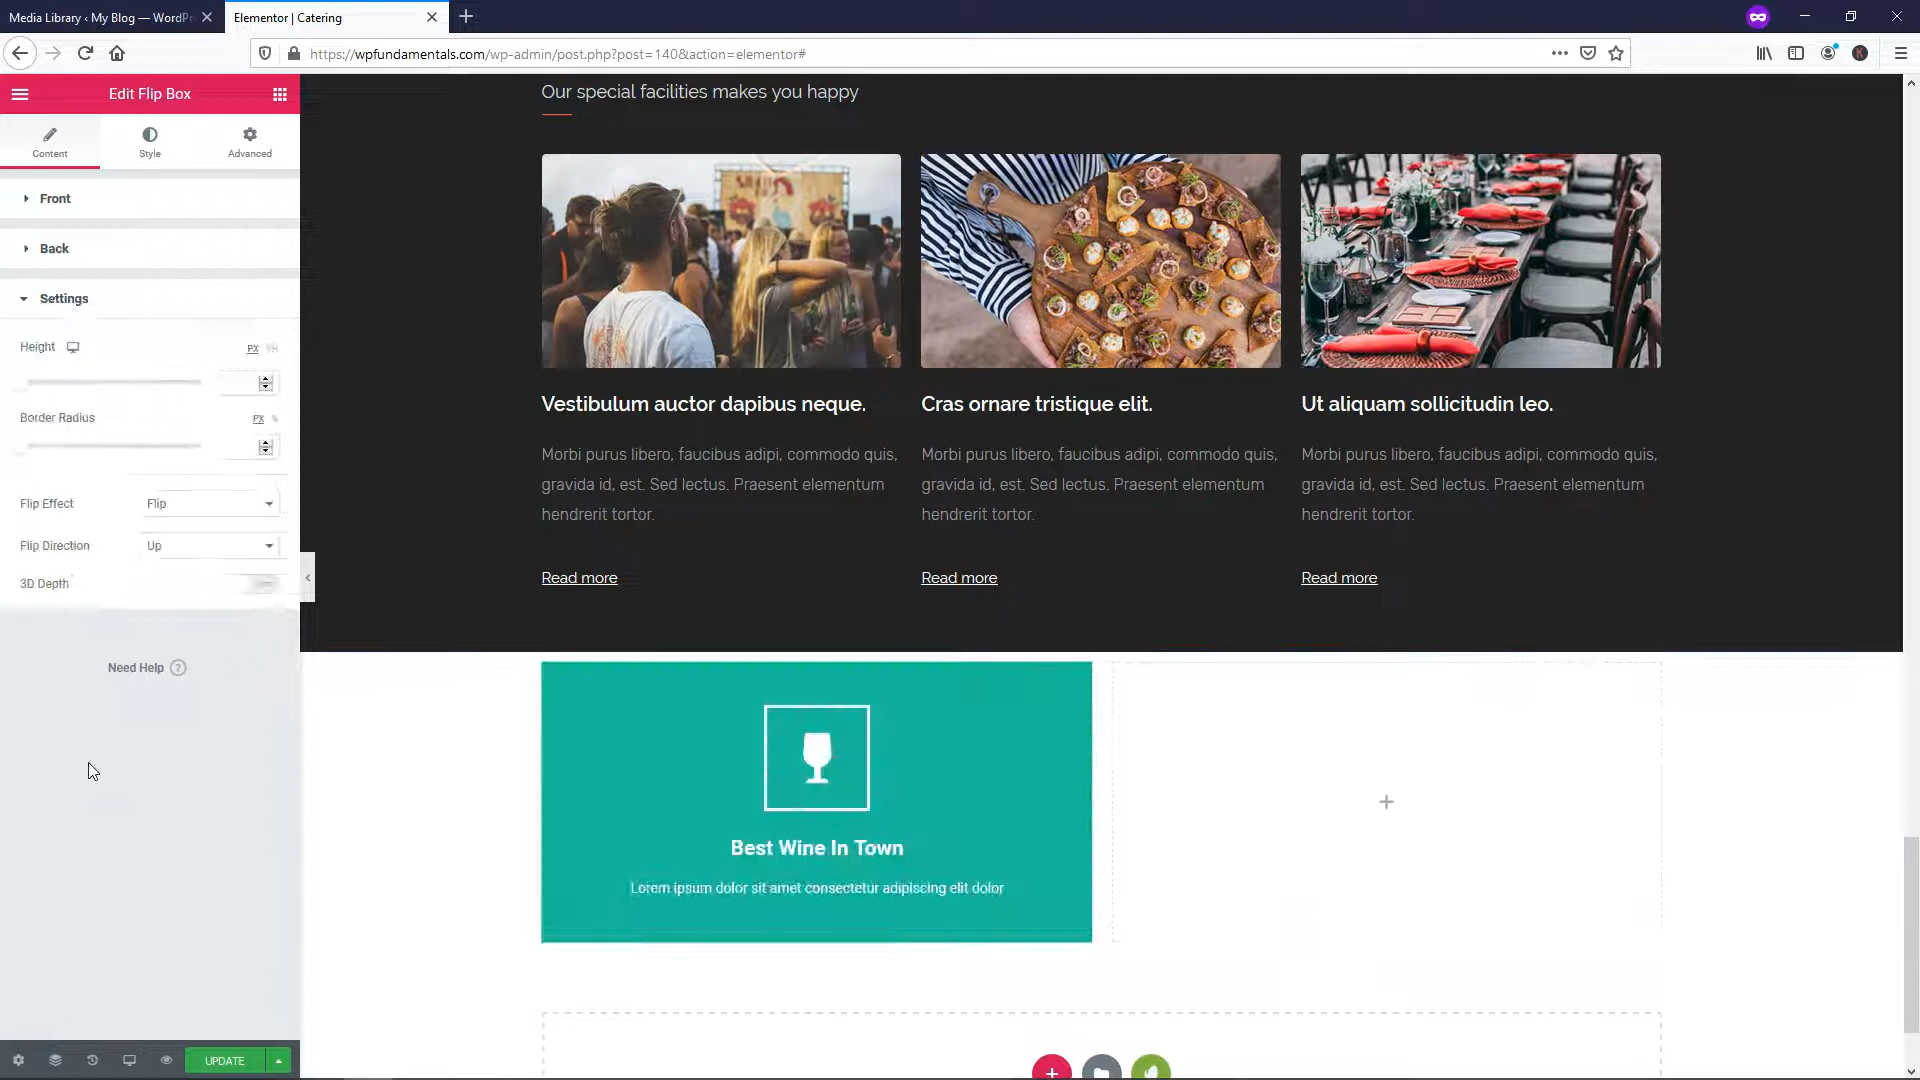 Media Library ‹ My Blog — WordPr
Elementor | Catering
https://wpfundamentals.com/wp-admin/post.php?post=140&action=elementor#
Edit Flip Box
Content
Style
Advanced
Front
Back
Settings
Height
PX
VH
Border Radius
PX
%
Flip Effect
Flip
Flip Direction
Up
3D Depth
Need Help
UPDATE
Our special facilities makes you happy
Vestibulum auctor dapibus neque.
Cras ornare tristique elit.
Ut aliquam sollicitudin leo.
Morbi purus libero, faucibus adipi, commodo quis,
gravida id, est. Sed lectus. Praesent elementum
hendrerit tortor.
Morbi purus libero, faucibus adipi, commodo quis,
gravida id, est. Sed lectus. Praesent elementum
hendrerit tortor.
Morbi purus libero, faucibus adipi, commodo quis,
gravida id, est. Sed lectus. Praesent elementum
hendrerit tortor.
Read more
Read more
Read more
Best Wine In Town
Lorem ipsum dolor sit amet consectetur adipiscing elit dolor